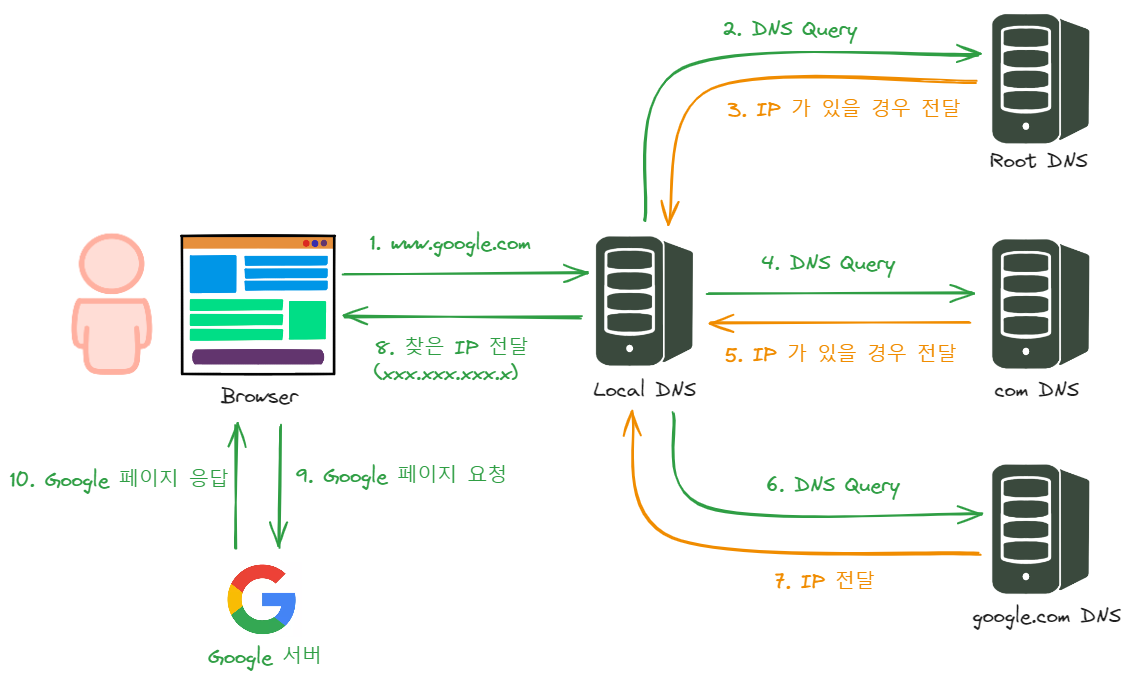 2. DNS Query
3. IP 가 있을 경우 전달
Root DNS
1. www.google.com
8. 찾은 IP 전달
(xxx.xxx.xxx.x)
Browser
4. DNS Query
5. IP 가 있을 경우 전달
Local DNS
com DNS
10. Google 페이지 응답
9. Google 페이지 요청
6. DNS Query
7. IP 전달
google.com DNS
Google 서버